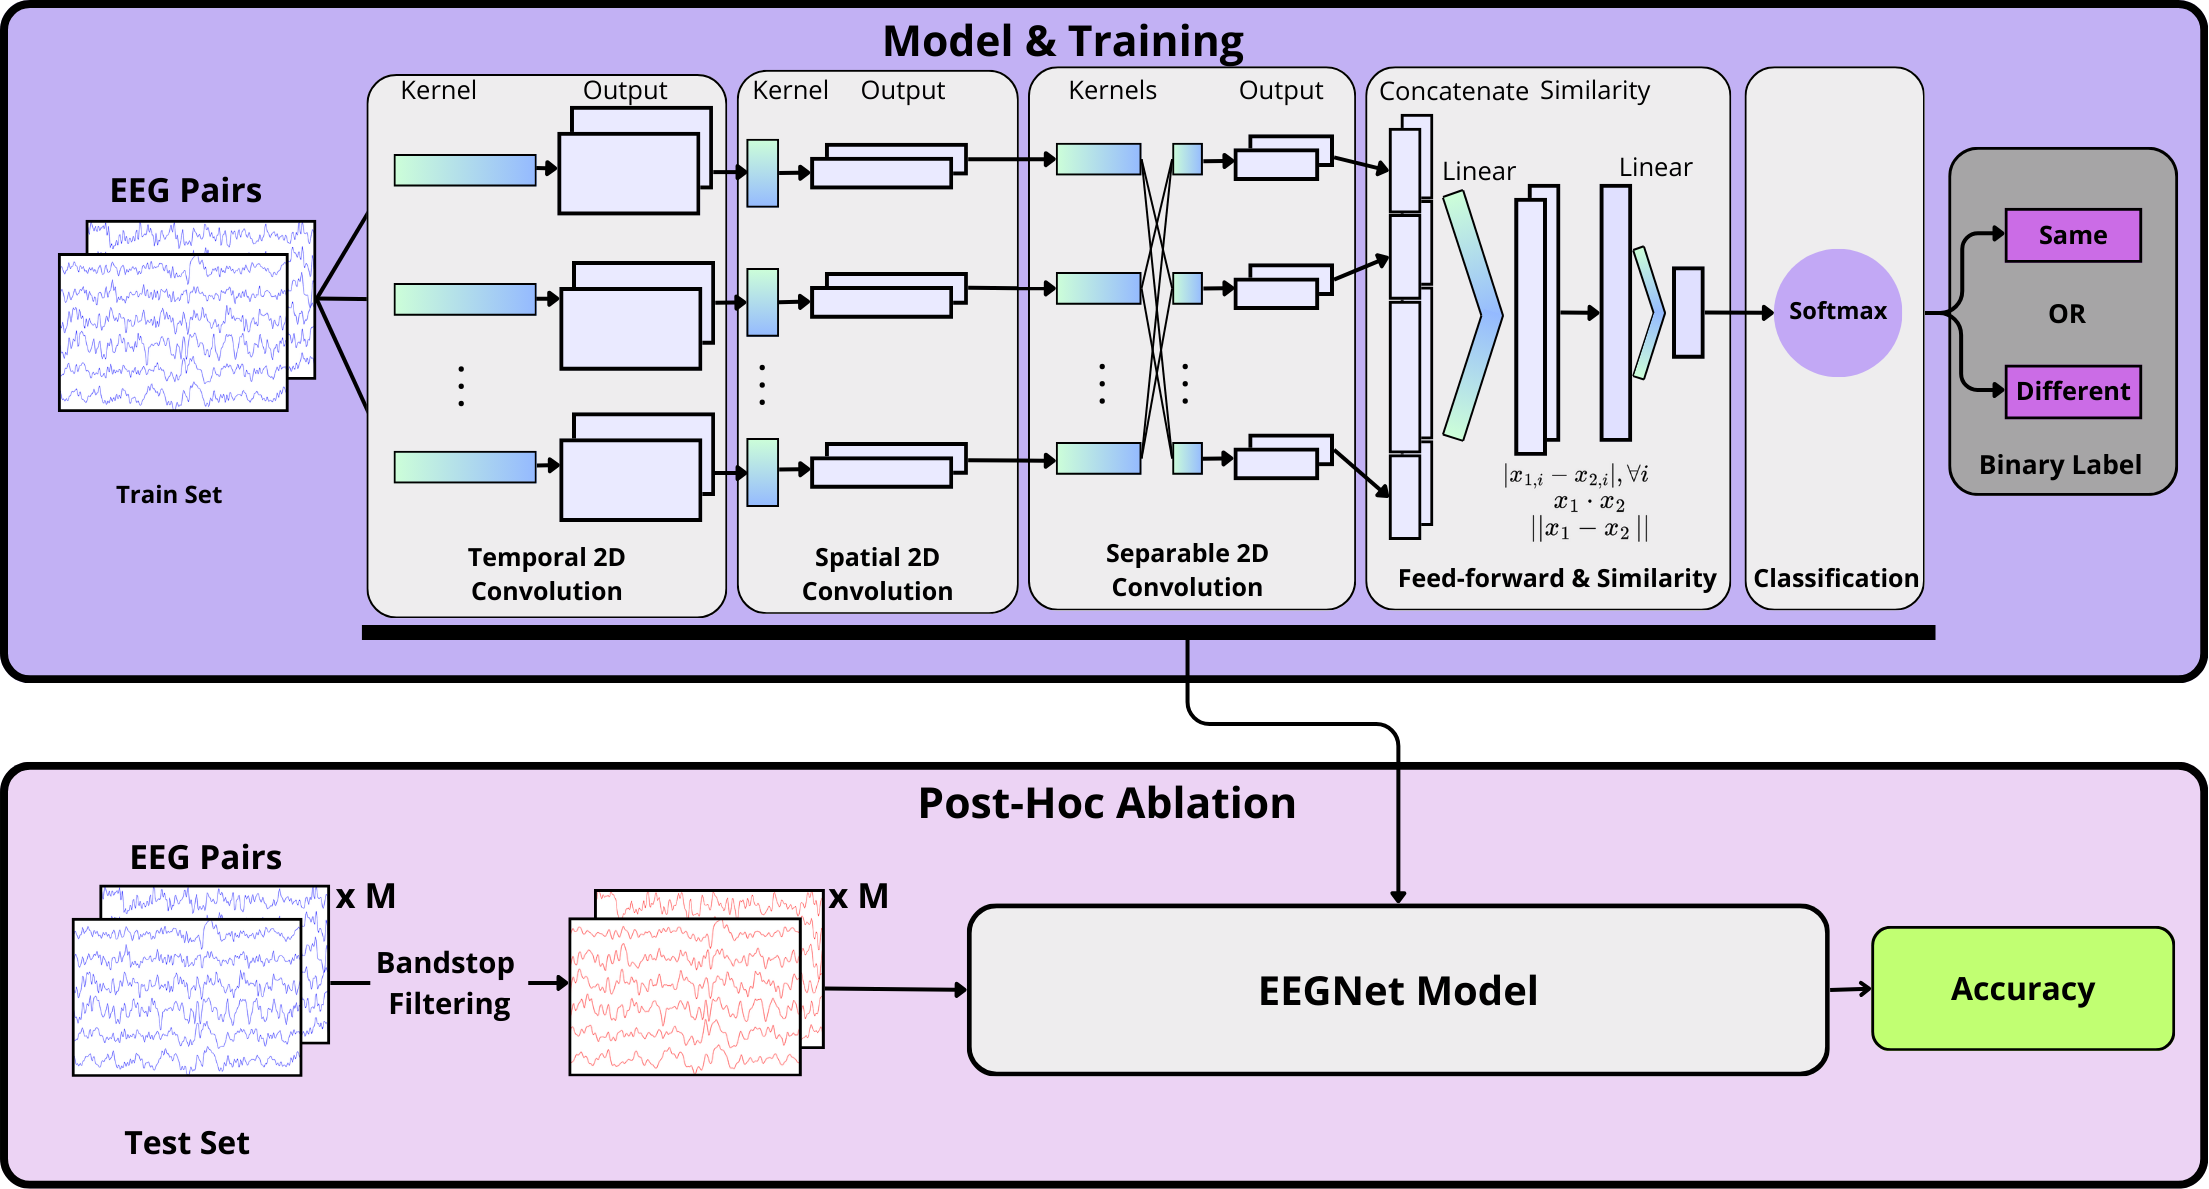 Model & Training
EEG Pairs
Train Set
Kernel Output
Temporal 2D
Convolution
Kernel Output
Spatial 2D
Convolution
Kernels Output
Separable 2D
Convolution
Concatenate Similarity
Linear
Linear
|x_{1,i} − x_{2,i}|, ∀i
x_1 · x_2
||x_1 − x_2||
Feed-forward & Similarity
Softmax
Classification
Same
OR
Different
Binary Label
Post-Hoc Ablation
EEG Pairs
x M
Test Set
Bandstop
Filtering
x M
EEGNet Model
Accuracy